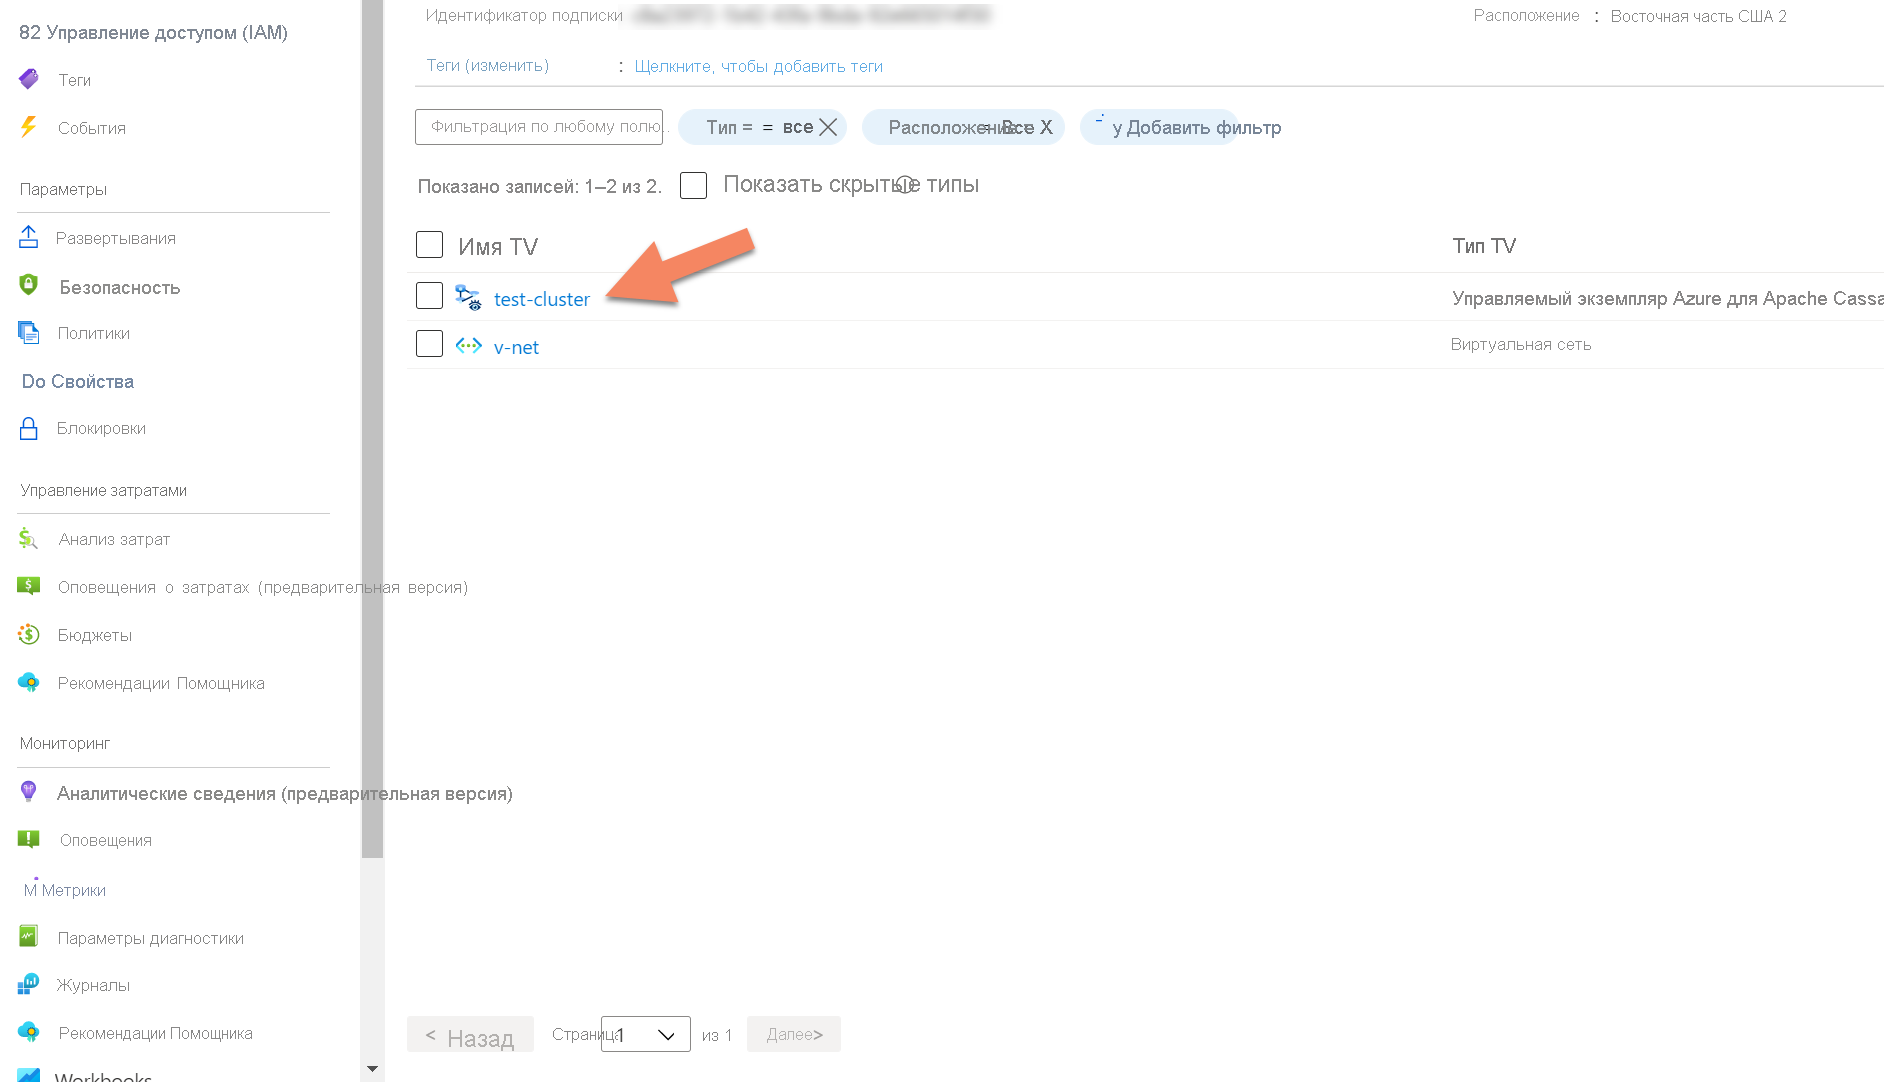 82 Управление доступом (IAM)
Теги
События
Параметры
Развертывания
Безопасность
Политики
Do Свойства
Блокировки
Управление затратами
Анализ затрат
Оповещения о затратах (предварительная версия)
Бюджеты
Рекомендации Помощника
Мониторинг
Аналитические сведения (предварительная версия)
Оповещения
М Метрики
Параметры диагностики
Журналы
Рекомендации Помощника
Workbooks
Идентификатор подписки
Расположение : Восточная часть США 2
Теги (изменить) : Щелкните, чтобы добавить теги
Фильтрация по любому полю...
Тип = = все X
Расположение = Все X
у Добавить фильтр
Показано записей: 1–2 из 2.
Показать скрытые типы
Имя TV
Тип TV
test-cluster
Управляемый экземпляр Azure для Apache Cassa
v-net
Виртуальная сеть
< Назад
Страница 1 из 1
Далее>